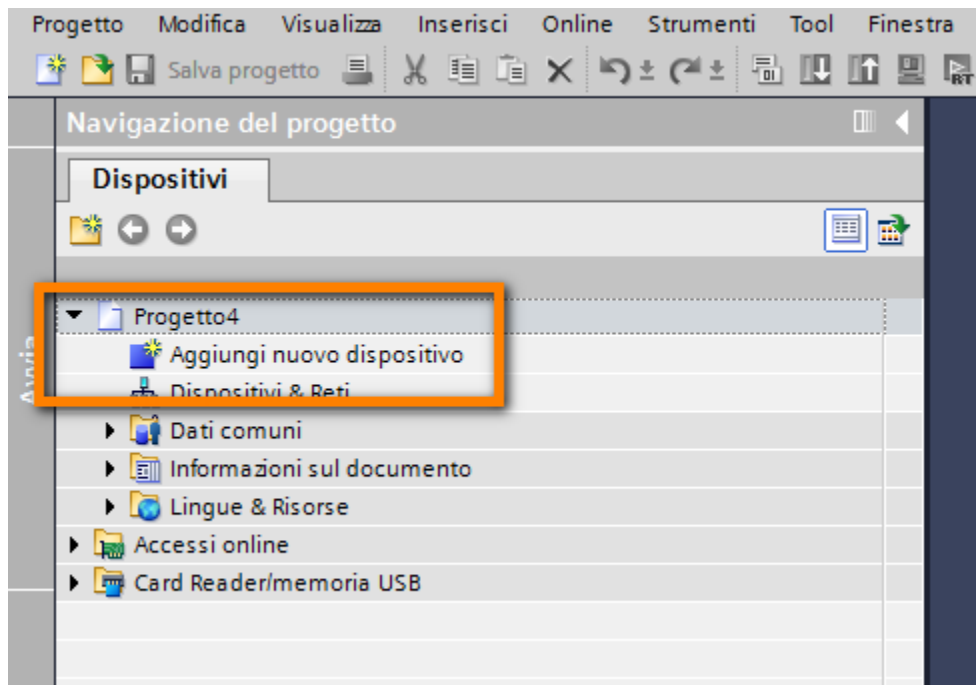 Progetto Modifica Visualizza Inserisci Online Strumenti Tool Finestra
Salva progetto
Navigazione del progetto
Dispositivi
Progetto4
Aggiungi nuovo dispositivo
Dispositivi & Reti
Dati comuni
Informazioni sul documento
Lingue & Risorse
Accessi online
Card Reader/memoria USB
Avvia